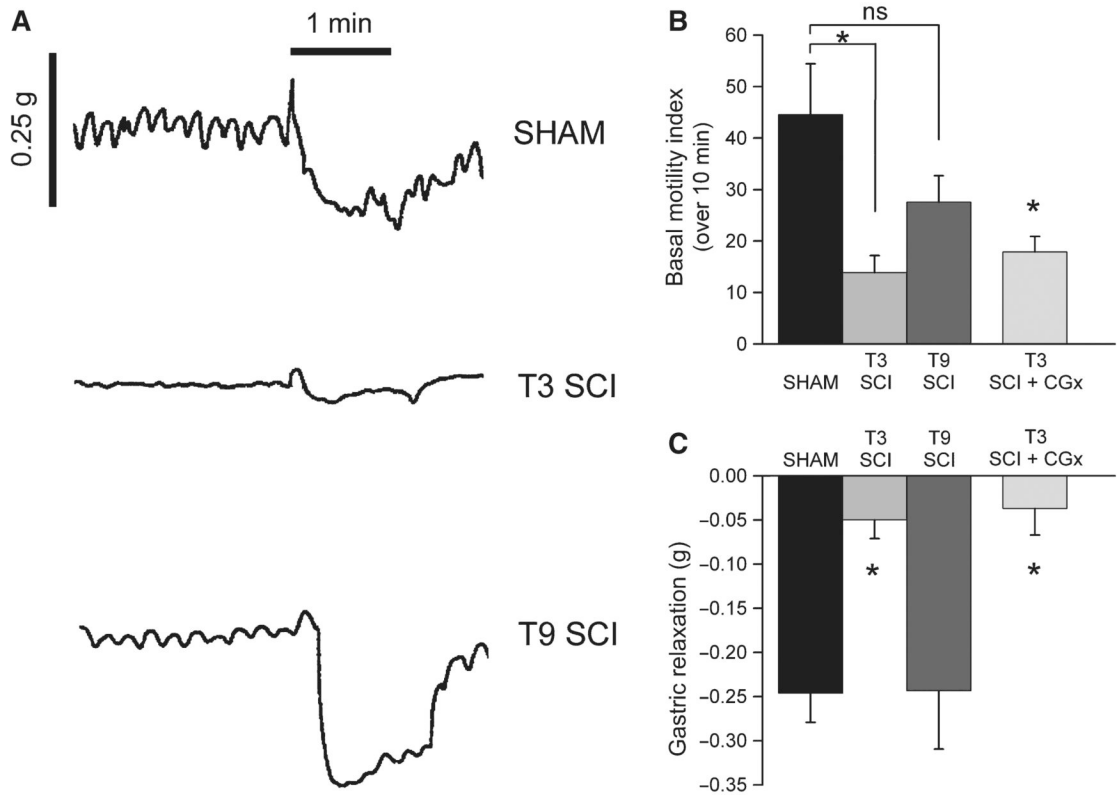 A
1 min
0.25 g
SHAM
T3 SCI
T9 SCI
B
ns
*
*
Basal motility index
(over 10 min)
60
50
40
30
20
10
0
SHAM
T3
SCI
T9
SCI
T3
SCI + CGx
C
SHAM
T3
SCI
T9
SCI
T3
SCI + CGx
Gastric relaxation (g)
0.00
−0.05
−0.10
−0.15
−0.20
−0.25
−0.30
−0.35
*
*